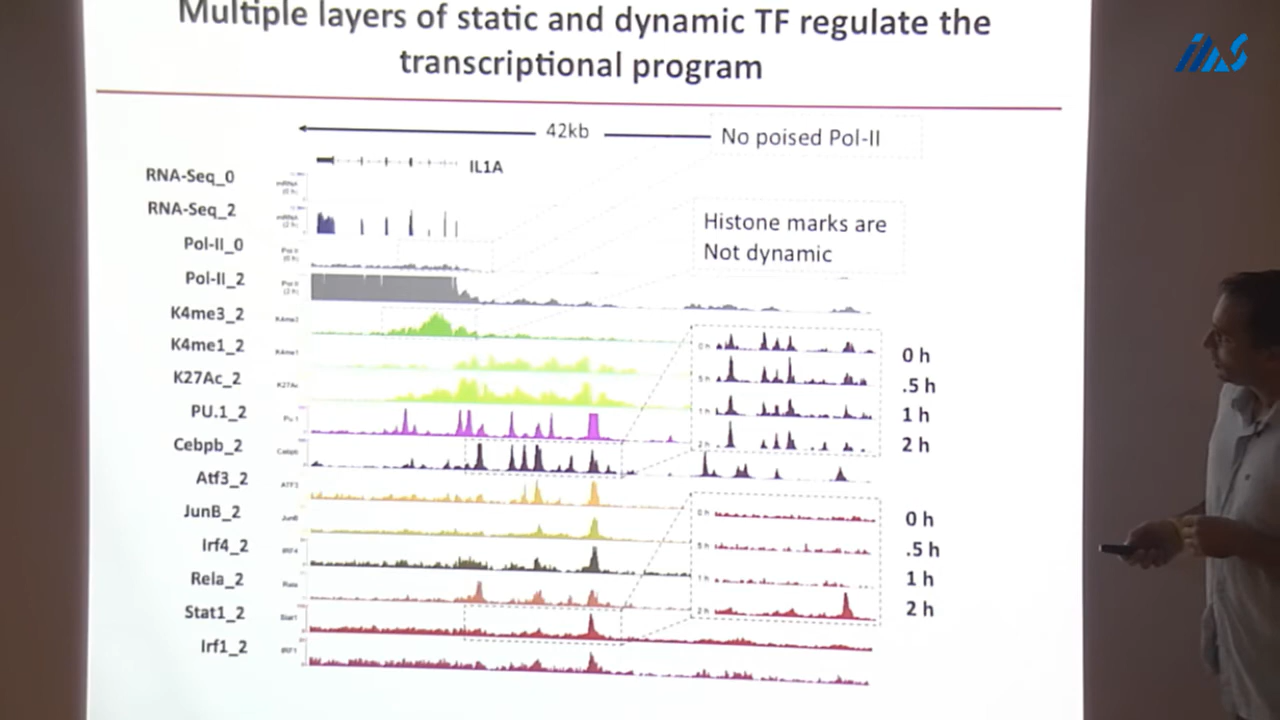 Multiple layers of static and dynamic TF regulate the
transcriptional program
IIAS
42kb
No poised Pol-II
IL1A
RNA-Seq_0
RNA-Seq_2
Histone marks are
Not dynamic
Pol-II_0
Pol-II_2
K4me3_2
K4me1_2
K27Ac_2
PU.1_2
Cebpb_2
Atf3_2
JunB_2
Irf4_2
Rela_2
Stat1_2
Irf1_2
0 h
.5 h
1 h
2 h
0 h
.5 h
1 h
2 h